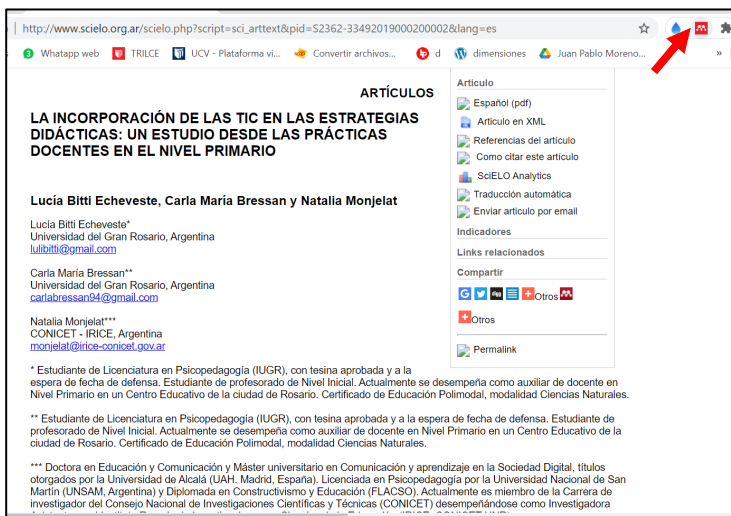 http://www.scielo.org.ar/scielo.php?script=sci_arttext&pid=S2362-33492019000200002&lang=es
Whatapp web TRILCE UCV - Plataforma vi... Convertir archivos... d dimensiones Juan Pablo Moreno... »
ARTÍCULOS
LA INCORPORACIÓN DE LAS TIC EN LAS ESTRATEGIAS
DIDÁCTICAS: UN ESTUDIO DESDE LAS PRÁCTICAS
DOCENTES EN EL NIVEL PRIMARIO
Lucía Bitti Echeveste, Carla María Bressan y Natalia Monjelat
Lucía Bitti Echeveste*
Universidad del Gran Rosario, Argentina
lulibitti@gmail.com
Carla María Bressan**
Universidad del Gran Rosario, Argentina
carlabressan94@gmail.com
Natalia Monjelat***
CONICET - IRICE, Argentina
monjelat@irice-conicet.gov.ar
Articulo
Español (pdf)
Articulo en XML
Referencias del artículo
Como citar este artículo
SciELO Analytics
Traducción automática
Enviar articulo por email
Indicadores
Links relacionados
Compartir
Otros
Otros
Permalink
* Estudiante de Licenciatura en Psicopedagogía (IUGR), con tesina aprobada y a la
espera de fecha de defensa. Estudiante de profesorado de Nivel Inicial. Actualmente se desempeña como auxiliar de docente en
Nivel Primario en un Centro Educativo de la ciudad de Rosario. Certificado de Educación Polimodal, modalidad Ciencias Naturales.
** Estudiante de Licenciatura en Psicopedagogía (IUGR), con tesina aprobada y a la espera de fecha de defensa. Estudiante de
profesorado de Nivel Inicial. Actualmente se desempeña como auxiliar de docente en Nivel Primario en un Centro Educativo de la
ciudad de Rosario. Certificado de Educación Polimodal, modalidad Ciencias Naturales.
*** Doctora en Educación y Comunicación y Máster universitario en Comunicación y aprendizaje en la Sociedad Digital, títulos
otorgados por la Universidad de Alcalá (UAH. Madrid, España). Licenciada en Psicopedagogía por la Universidad Nacional de San
Martín (UNSAM, Argentina) y Diplomada en Constructivismo y Educación (FLACSO). Actualmente es miembro de la Carrera de
investigador del Consejo Nacional de Investigaciones Científicas y Técnicas (CONICET) desempeñándose como Investigadora